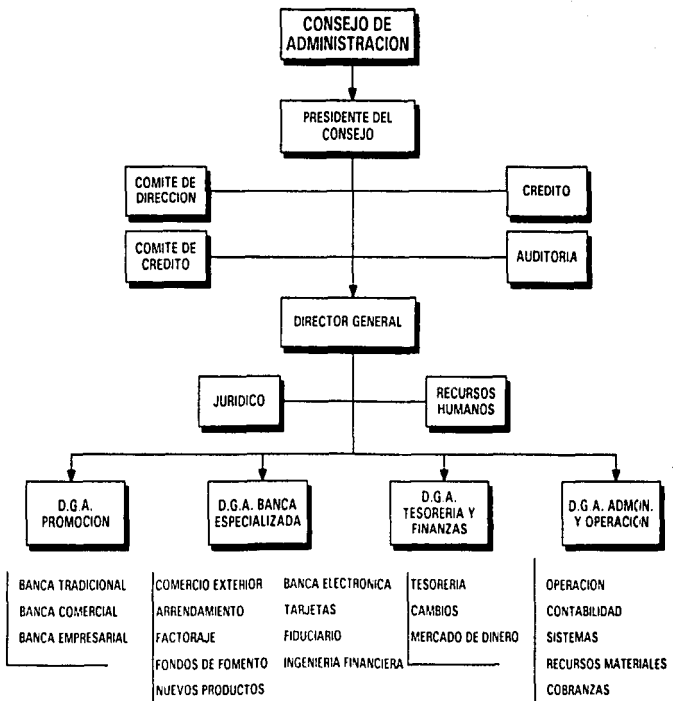 CONSEJO DE
ADMINISTRACION
PRESIDENTE DEL
CONSEJO
COMITE DE
DIRECCION
CREDITO
COMITE DE
CREDITO
AUDITORIA
DIRECTOR GENERAL
JURIDICO
RECURSOS
HUMANOS
D.G.A.
PROMOCION
D.G.A. BANCA
ESPECIALIZADA
D.G.A.
TESORERIA Y
FINANZAS
D.G.A. ADMON.
Y OPERACION
BANCA TRADICIONAL
BANCA COMERCIAL
BANCA EMPRESARIAL
COMERCIO EXTERIOR
ARRENDAMIENTO
FACTORAJE
FONDOS DE FOMENTO
NUEVOS PRODUCTOS
BANCA ELECTRONICA
TARJETAS
FIDUCIARIO
INGENIERIA FINANCIERA
TESORERIA
CAMBIOS
MERCADO DE DINERO
OPERACION
CONTABILIDAD
SISTEMAS
RECURSOS MATERIALES
COBRANZAS